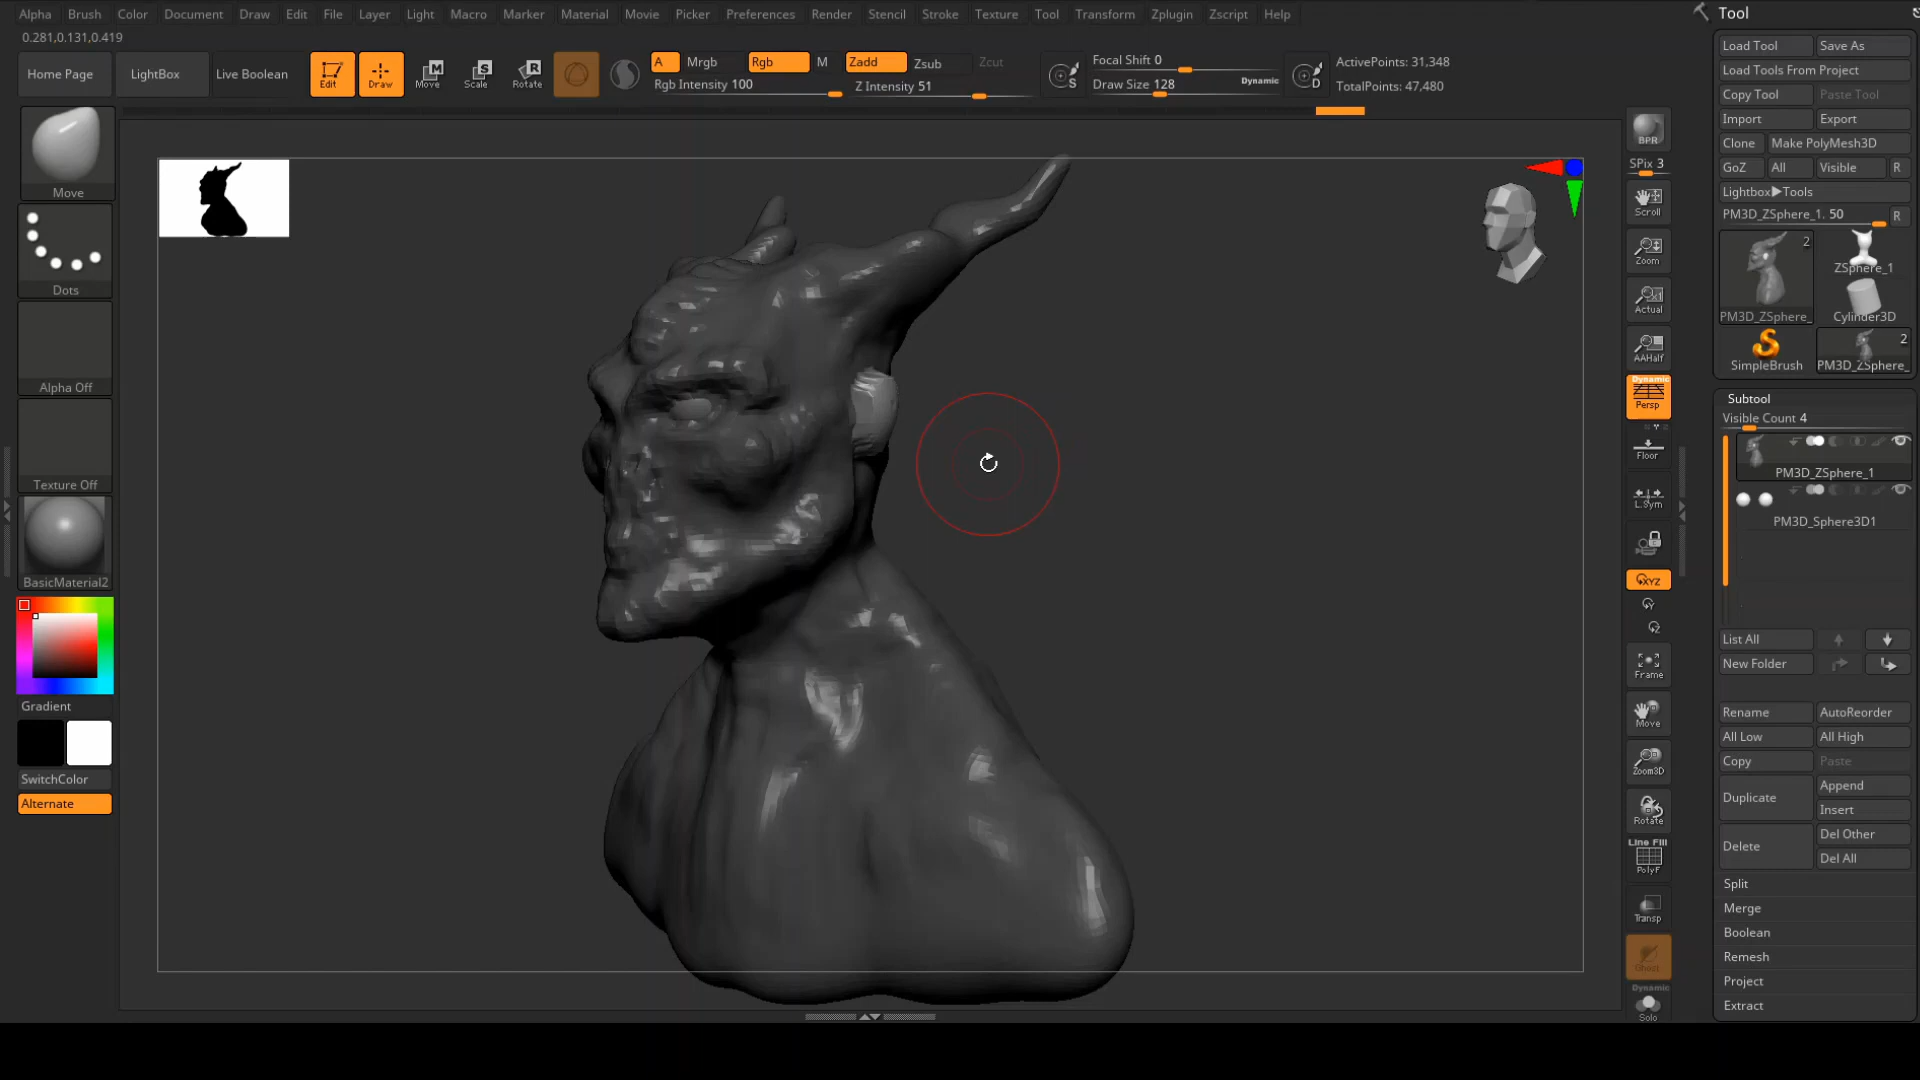 Alpha Brush Color Document Draw Edit File Layer Light Macro Marker Material Movie Picker Preferences Render Stencil Stroke Texture Tool Transform Zplugin Zscript Help
0.281,0.131,0.419
Home Page
LightBox
Live Boolean
Edit
Draw
Move
Scale
Rotate
A
Mrgb
Rgb
M
Rgb Intensity 100
Zadd
Zsub
Zcut
Z Intensity 51
S
Focal Shift 0
Draw Size 128
Dynamic
D
ActivePoints: 31,348
TotalPoints: 47,480
Move
Dots
Alpha Off
Texture Off
BasicMaterial2
Gradient
SwitchColor
Alternate
BPR
SPix 3
Scroll
Zoom
Actual
AAHalf
Dynamic
Persp
Floor
L.Sym
XYZ
Y
Z
Frame
Move
Zoom3D
Rotate
Line Fill
PolyF
Transp
Ghost
Dynamic
Solo
Tool
Load Tool
Save As
Load Tools From Project
Copy Tool
Paste Tool
Import
Export
Clone
Make PolyMesh3D
GoZ
All
Visible
R
Lightbox▶Tools
PM3D_ZSphere_1. 50
R
2
PM3D_ZSphere_
ZSphere_1
Cylinder3D
SimpleBrush
2
PM3D_ZSphere_
Subtool
Visible Count 4
PM3D_ZSphere_1
PM3D_Sphere3D1
List All
New Folder
Rename
AutoReorder
All Low
All High
Copy
Paste
Duplicate
Append
Insert
Delete
Del Other
Del All
Split
Merge
Boolean
Remesh
Project
Extract